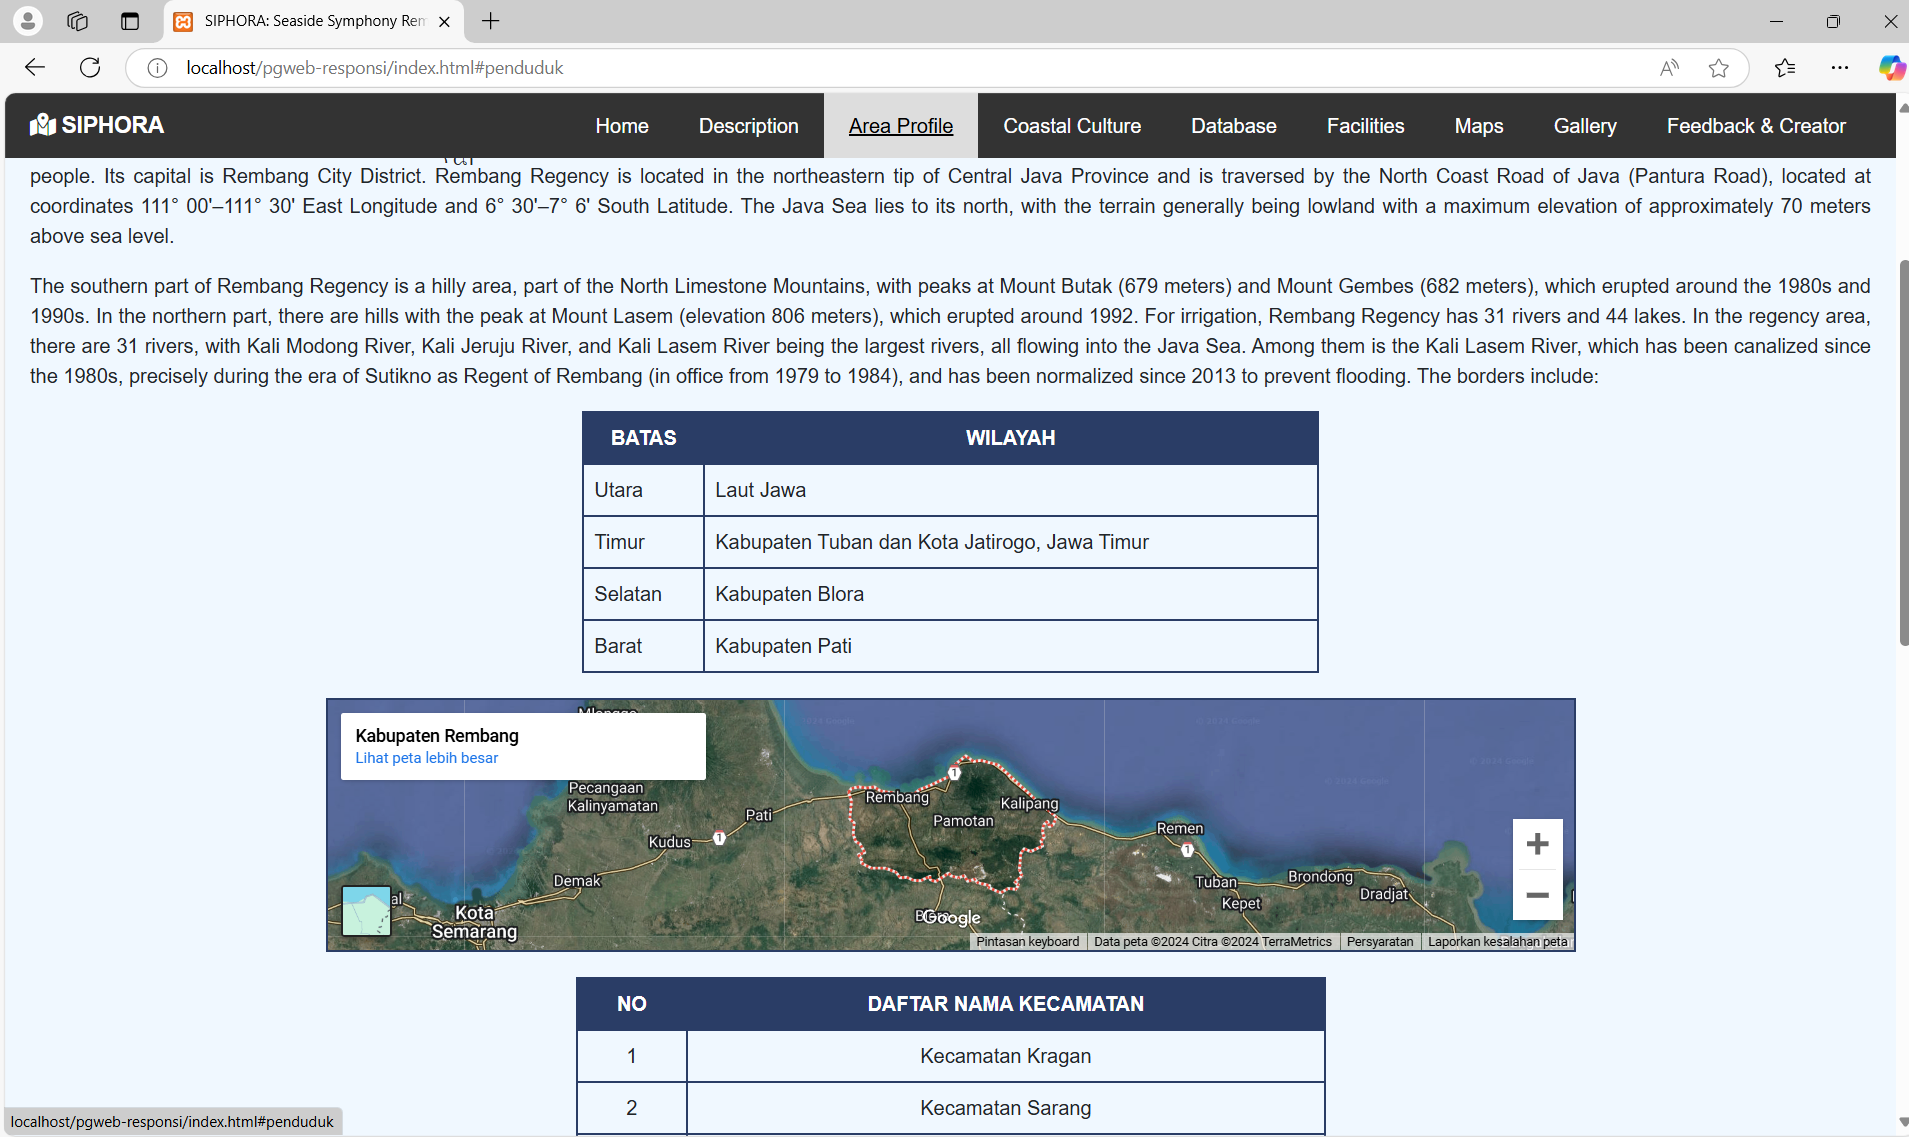 SIPHORA: Seaside Symphony Rem
localhost/pgweb-responsi/index.html#penduduk
SIPHORA Home Description Area Profile Coastal Culture Database Facilities Maps Gallery Feedback & Creator
people. Its capital is Rembang City District. Rembang Regency is located in the northeastern tip of Central Java Province and is traversed by the North Coast Road of Java (Pantura Road), located at
coordinates 111° 00'–111° 30' East Longitude and 6° 30'–7° 6' South Latitude. The Java Sea lies to its north, with the terrain generally being lowland with a maximum elevation of approximately 70 meters
above sea level.
The southern part of Rembang Regency is a hilly area, part of the North Limestone Mountains, with peaks at Mount Butak (679 meters) and Mount Gembes (682 meters), which erupted around the 1980s and
1990s. In the northern part, there are hills with the peak at Mount Lasem (elevation 806 meters), which erupted around 1992. For irrigation, Rembang Regency has 31 rivers and 44 lakes. In the regency area,
there are 31 rivers, with Kali Modong River, Kali Jeruju River, and Kali Lasem River being the largest rivers, all flowing into the Java Sea. Among them is the Kali Lasem River, which has been canalized since
the 1980s, precisely during the era of Sutikno as Regent of Rembang (in office from 1979 to 1984), and has been normalized since 2013 to prevent flooding. The borders include:
BATAS WILAYAH
Utara Laut Jawa
Timur Kabupaten Tuban dan Kota Jatirogo, Jawa Timur
Selatan Kabupaten Blora
Barat Kabupaten Pati
Kabupaten Rembang
Lihat peta lebih besar
1
Pecangaan
Kalinyamatan
Rembang
Kalipang
Pati
Pamotan
Kudus
1
Remen
1
Demak
Tuban
Brondong
Kepet
Dradjat
al
Kota
Semarang
Google
Pintasan keyboard Data peta ©2024 Citra ©2024 TerraMetrics Persyaratan Laporkan kesalahan peta
NO DAFTAR NAMA KECAMATAN
1 Kecamatan Kragan
2 Kecamatan Sarang
localhost/pgweb-responsi/index.html#penduduk